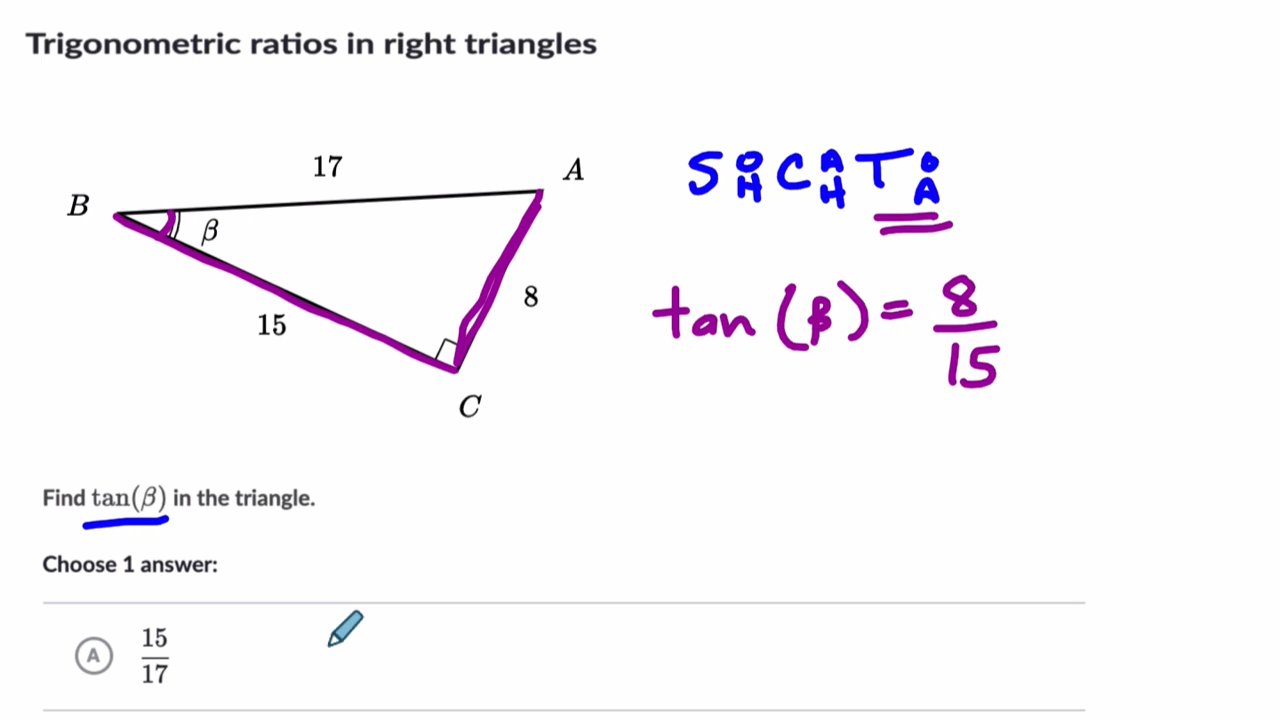 Trigonometric ratios in right triangles
17
A
B
β
8
15
C
S O/H C A/H T O/A
tan (β) = 8/15
Find tan(β) in the triangle.
Choose 1 answer:
A 15/17